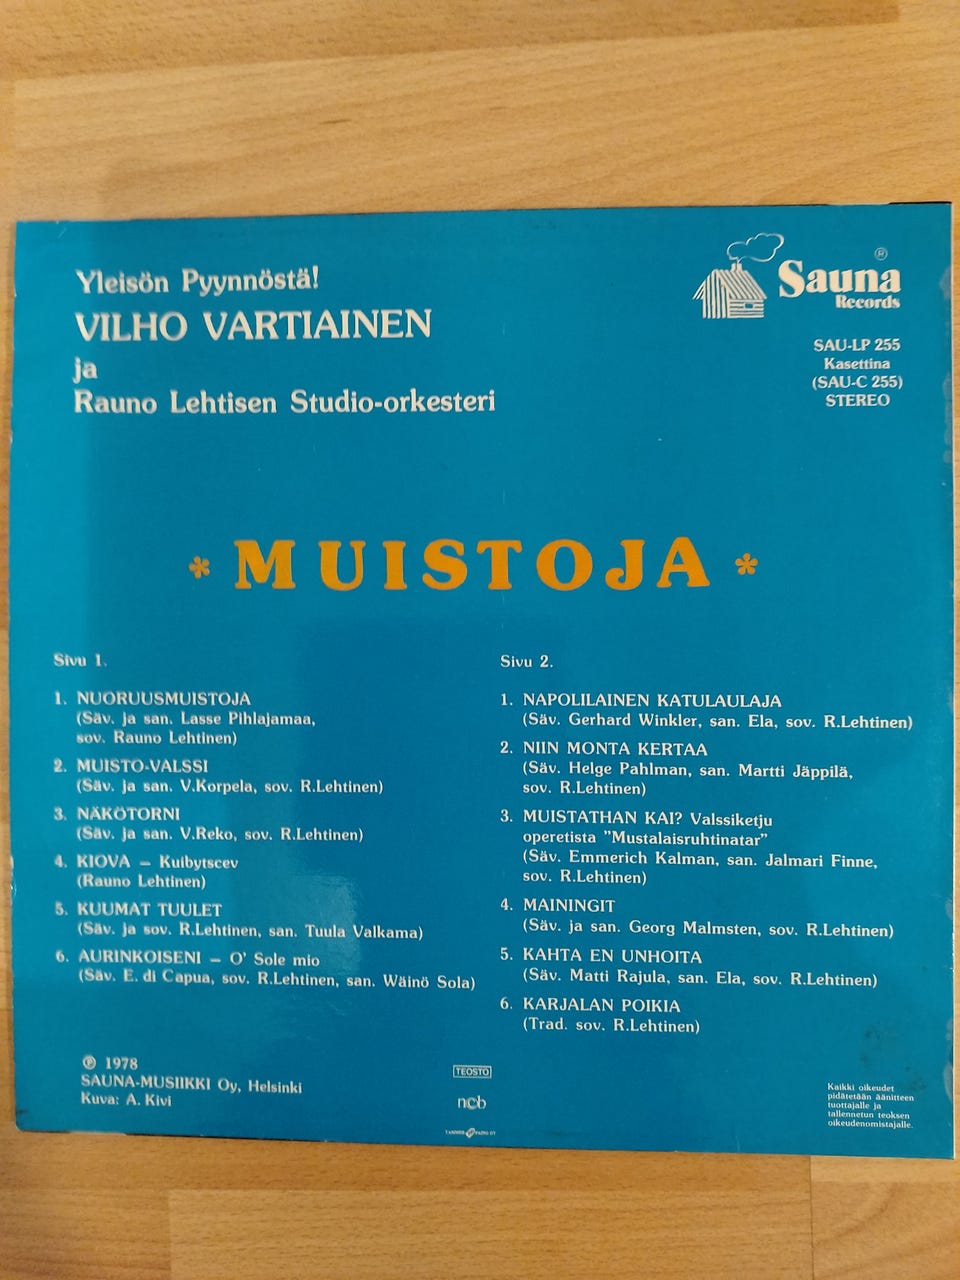 Yleisön Pyynnöstä!
VILHO VARTIAINEN
ja
Rauno Lehtisen Studio-orkesteri
®
Sauna
Records
SAU-LP 255
Kasettina
(SAU-C 255)
STEREO
* MUISTOJA *
Sivu 1.
1. NUORUUSMUISTOJA
(Säv. ja san. Lasse Pihlajamaa,
sov. Rauno Lehtinen)
2. MUISTO-VALSSI
(Säv. ja san. V.Korpela, sov. R.Lehtinen)
3. NÄKÖTORNI
(Säv. ja san. V.Reko, sov. R.Lehtinen)
4. KIOVA – Kuibytscev
(Rauno Lehtinen)
5. KUUMAT TUULET
(Säv. ja sov. R.Lehtinen, san. Tuula Valkama)
6. AURINKOISENI – O' Sole mio
(Säv. E. di Capua, sov. R.Lehtinen, san. Wäinö Sola)
Sivu 2.
1. NAPOLILAINEN KATULAULAJA
(Säv. Gerhard Winkler, san. Ela, sov. R.Lehtinen)
2. NIIN MONTA KERTAA
(Säv. Helge Pahlman, san. Martti Jäppilä,
sov. R.Lehtinen)
3. MUISTATHAN KAI? Valssiketju
operetista "Mustalaisruhtinatar"
(Säv. Emmerich Kalman, san. Jalmari Finne,
sov. R.Lehtinen)
4. MAININGIT
(Säv. ja san. Georg Malmsten, sov. R.Lehtinen)
5. KAHTA EN UNHOITA
(Säv. Matti Rajula, san. Ela, sov. R.Lehtinen)
6. KARJALAN POIKIA
(Trad. sov. R.Lehtinen)
℗ 1978
SAUNA-MUSIIKKI Oy, Helsinki
Kuva: A. Kivi
TEOSTO
ncb
Kaikki oikeudet
pidätetään äänitteen
tuottajalle ja
tallennetun teoksen
oikeudenomistajalle.